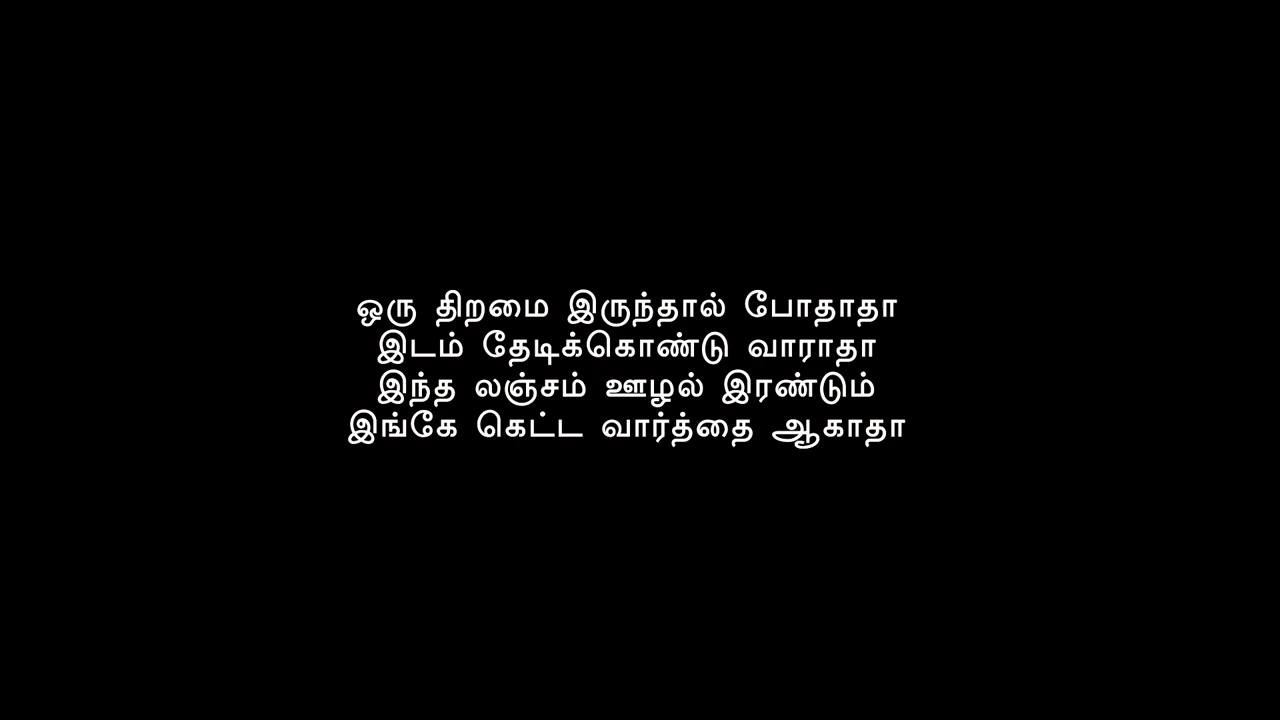 ஒரு திறமை இருந்தால் போதாதா
இடம் தேடிக்கொண்டு வாராதா
இந்த லஞ்சம் ஊழல் இரண்டும்
இங்கே கெட்ட வார்த்தை ஆகாதா